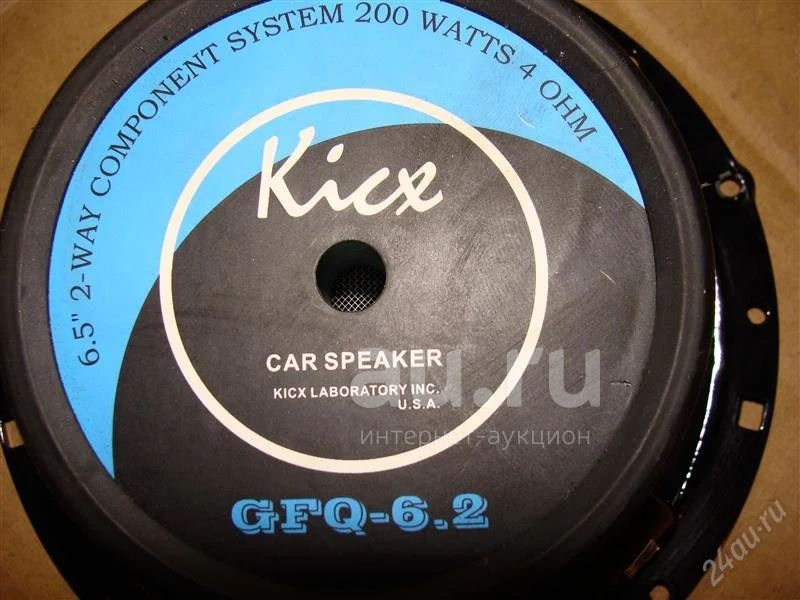 6.5" 2-WAY COMPONENT SYSTEM 200 WATTS 4 OHM
Kicx
CAR SPEAKER
KICX LABORATORY INC.
U.S.A.
au.ru
интернет-аукцион
GFQ-6.2
24au.ru